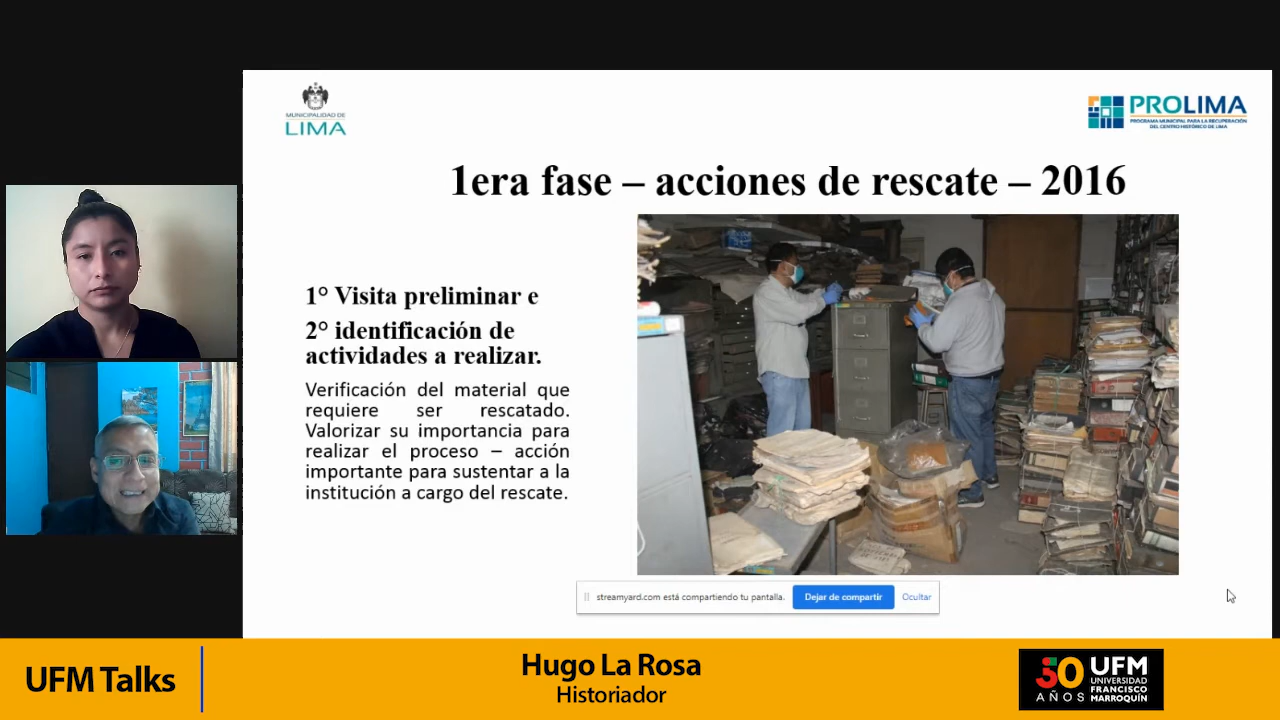 MUNICIPALIDAD DE
LIMA
PROLIMA
PROGRAMA MUNICIPAL PARA LA RECUPERACIÓN
DEL CENTRO HISTÓRICO DE LIMA
1era fase – acciones de rescate – 2016
1° Visita preliminar e
2° identificación de
actividades a realizar.
Verificación del material que
requiere ser rescatado.
Valorizar su importancia para
realizar el proceso – acción
importante para sustentar a la
institución a cargo del rescate.
streamyard.com está compartiendo tu pantalla.
Dejar de compartir
Ocultar
UFM Talks
Hugo La Rosa
Historiador
50
AÑOS
UFM
UNIVERSIDAD
FRANCISCO
MARROQUÍN